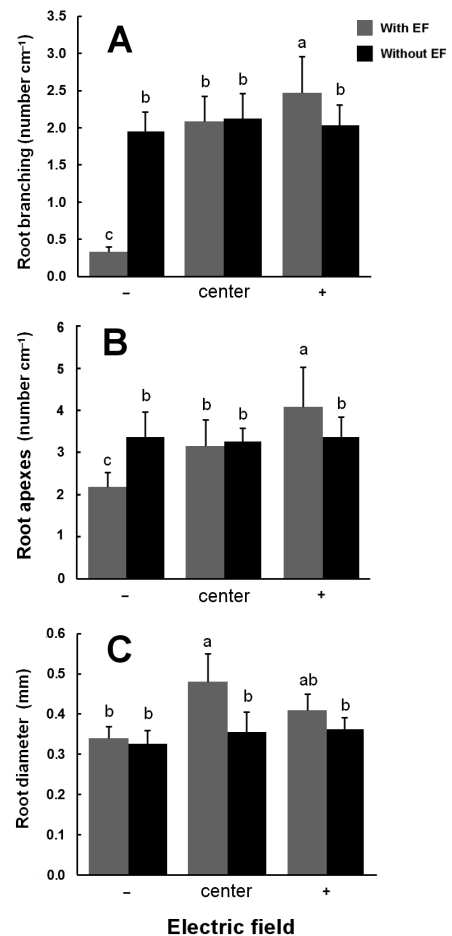 A
With EF
Without EF
Root branching (number cm⁻¹)
3.5
3.0
2.5
2.0
1.5
1.0
0.5
0.0
c b b b a b
– center +
B
Root apexes (number cm⁻¹)
6
5
4
3
2
1
0
c b b b a b
– center +
C
Root diameter (mm)
0.6
0.5
0.4
0.3
0.2
0.1
0.0
b b a b ab b
– center +
Electric field